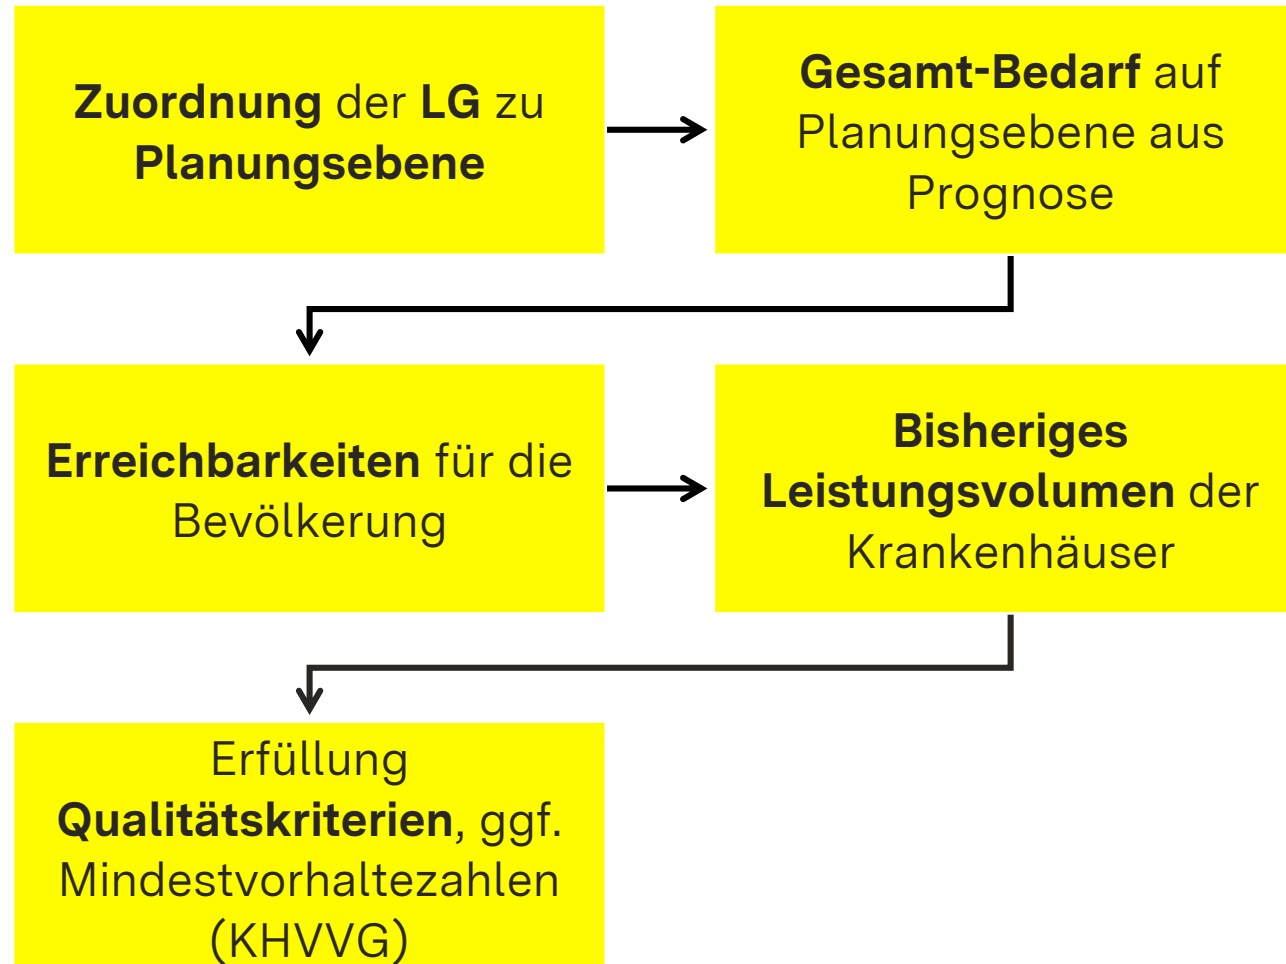 Zuordnung der LG zu
Planungsebene
Gesamt-Bedarf auf
Planungsebene aus
Prognose
Erreichbarkeiten für die
Bevölkerung
Bisheriges
Leistungsvolumen der
Krankenhäuser
Erfüllung
Qualitätskriterien, ggf.
Mindestvorhaltezahlen
(KHVVG)